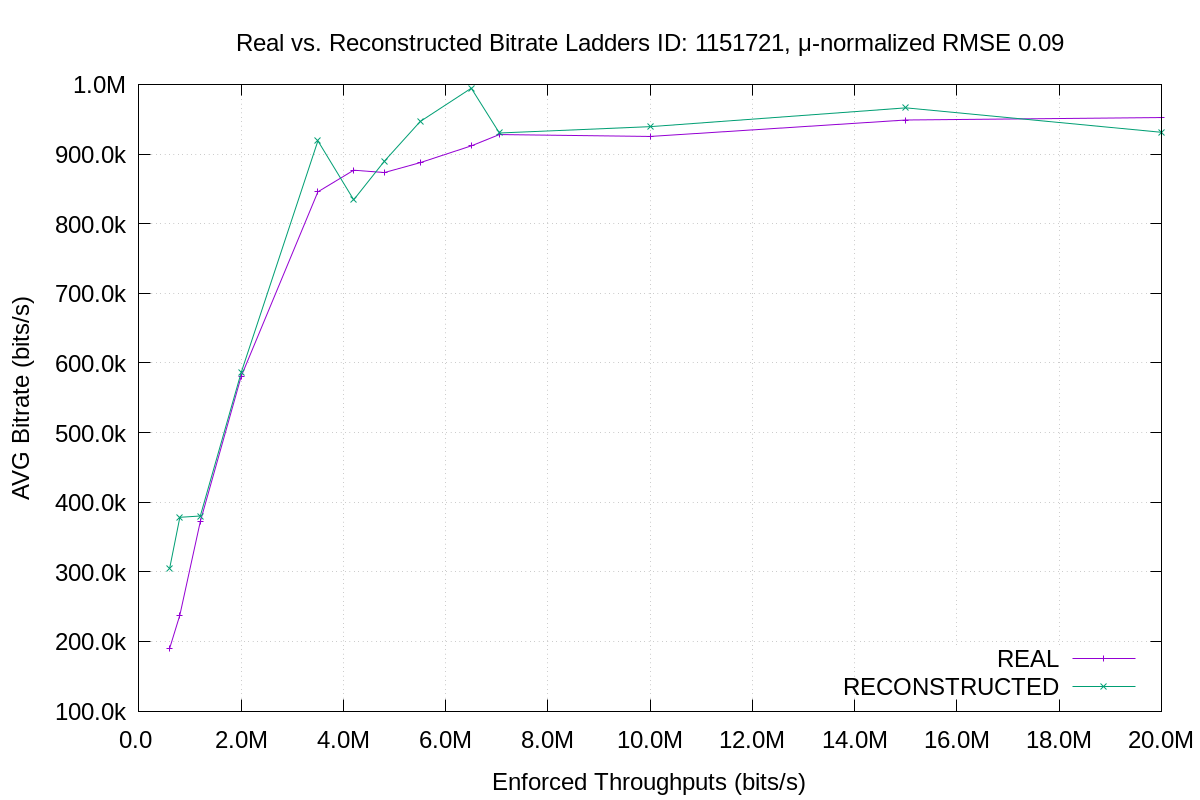 Real vs. Reconstructed Bitrate Ladders ID: 1151721, μ-normalized RMSE 0.09
1.0M
900.0k
800.0k
700.0k
600.0k
500.0k
400.0k
300.0k
200.0k
100.0k
AVG Bitrate (bits/s)
REAL
RECONSTRUCTED
0.0 2.0M 4.0M 6.0M 8.0M 10.0M 12.0M 14.0M 16.0M 18.0M 20.0M
Enforced Throughputs (bits/s)